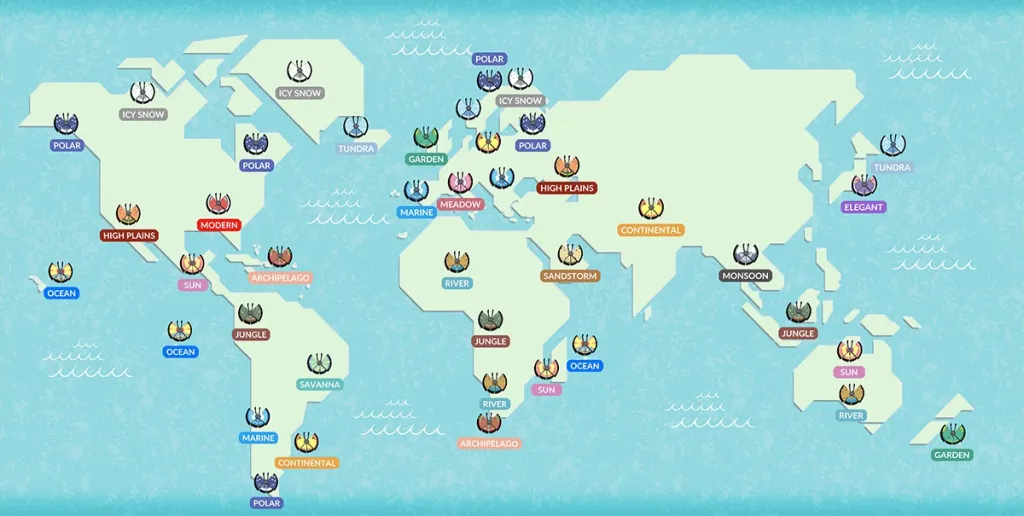 POLAR
ICY SNOW
ICY SNOW
ICY SNOW
POLAR
POLAR
TUNDRA
GARDEN
POLAR
TUNDRA
HIGH PLAINS
MARINE
MEADOW
ELEGANT
HIGH PLAINS
MODERN
CONTINENTAL
ARCHIPELAGO
SUN
RIVER
SANDSTORM
MONSOON
OCEAN
JUNGLE
JUNGLE
JUNGLE
OCEAN
OCEAN
SAVANNA
SUN
SUN
RIVER
RIVER
MARINE
ARCHIPELAGO
GARDEN
CONTINENTAL
POLAR